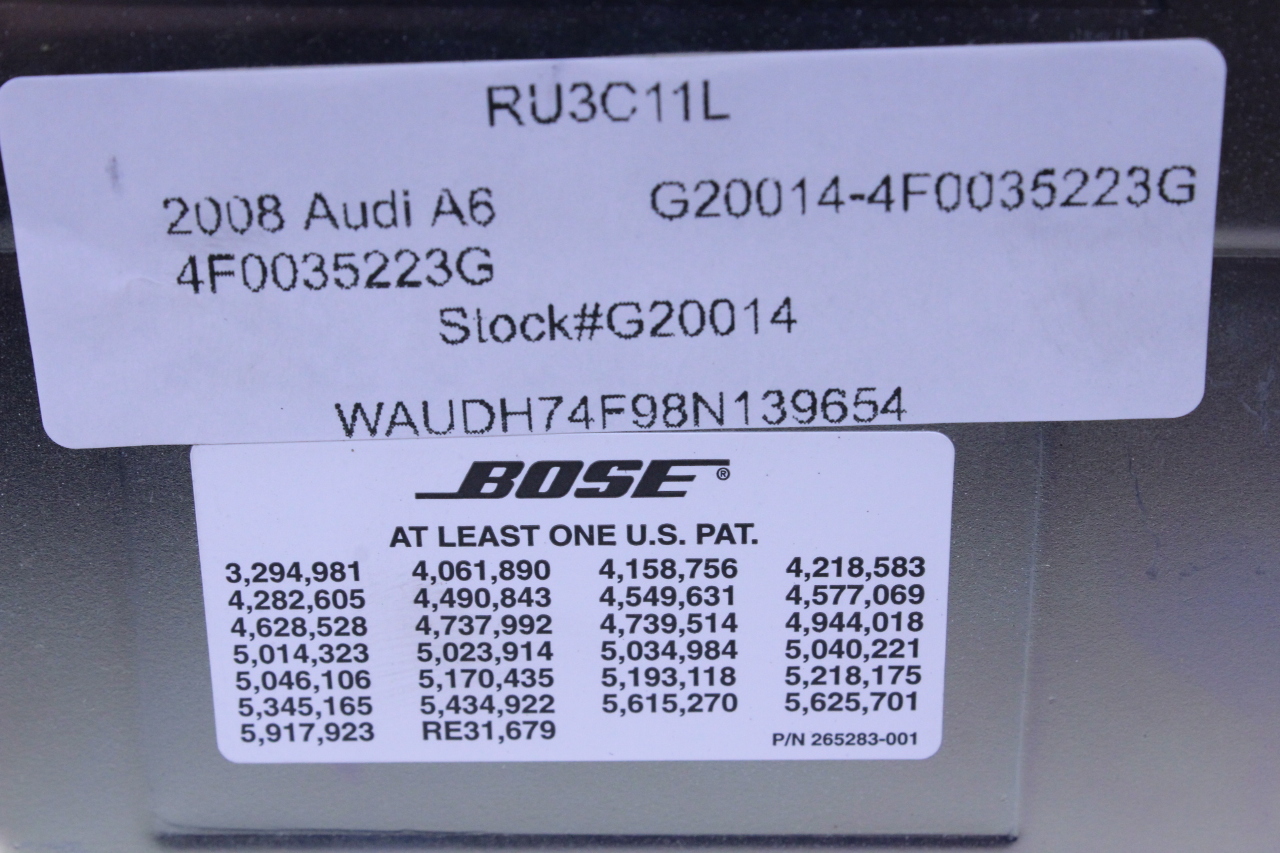 RU3C11L
2008 Audi A6 G20014-4F0035223G
4F0035223G
Stock#G20014
WAUDH74F98N139654
BOSE®
AT LEAST ONE U.S. PAT.
3,294,981 4,061,890 4,158,756 4,218,583
4,282,605 4,490,843 4,549,631 4,577,069
4,628,528 4,737,992 4,739,514 4,944,018
5,014,323 5,023,914 5,034,984 5,040,221
5,046,106 5,170,435 5,193,118 5,218,175
5,345,165 5,434,922 5,615,270 5,625,701
5,917,923 RE31,679 P/N 265283-001